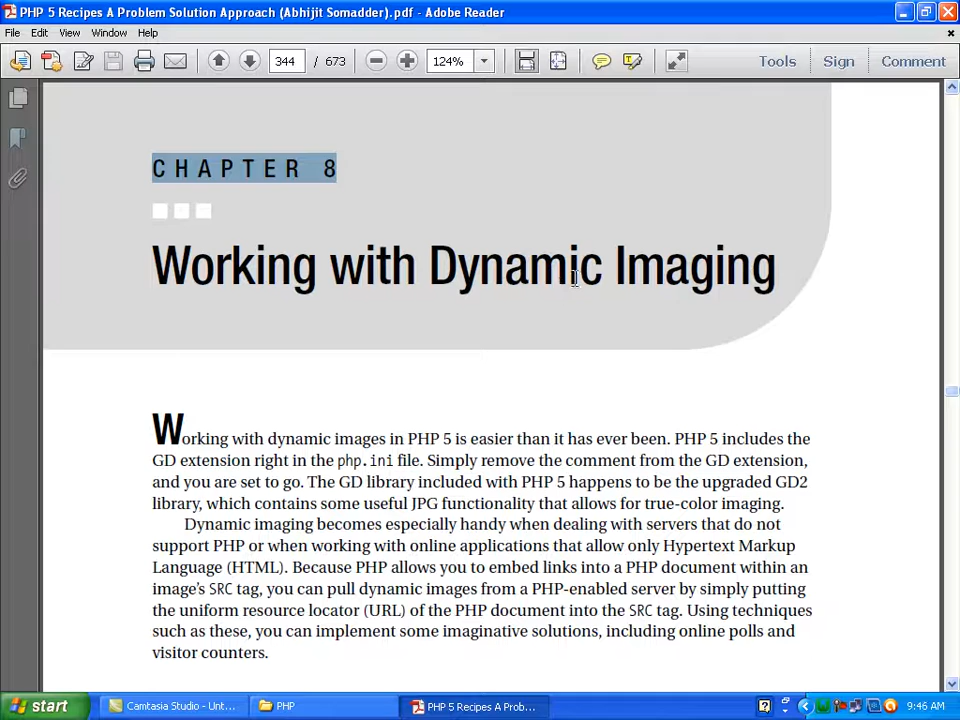 PHP 5 Recipes A Problem Solution Approach (Abhijit Somadder).pdf - Adobe Reader
File Edit View Window Help
344 / 673 124% Tools Sign Comment
CHAPTER 8
Working with Dynamic Imaging
Working with dynamic images in PHP 5 is easier than it has ever been. PHP 5 includes the
GD extension right in the php.ini file. Simply remove the comment from the GD extension,
and you are set to go. The GD library included with PHP 5 happens to be the upgraded GD2
library, which contains some useful JPG functionality that allows for true-color imaging.
Dynamic imaging becomes especially handy when dealing with servers that do not
support PHP or when working with online applications that allow only Hypertext Markup
Language (HTML). Because PHP allows you to embed links into a PHP document within an
image's SRC tag, you can pull dynamic images from a PHP-enabled server by simply putting
the uniform resource locator (URL) of the PHP document into the SRC tag. Using techniques
such as these, you can implement some imaginative solutions, including online polls and
visitor counters.
start Camtasia Studio - Unt... PHP PHP 5 Recipes A Prob... 9:46 AM